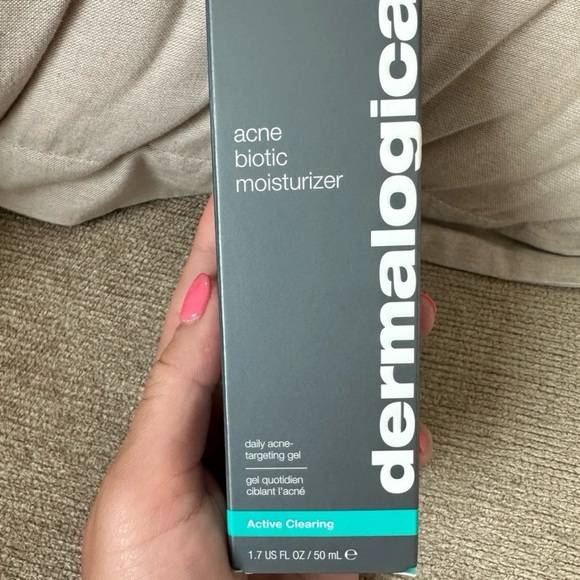 acne
biotic
moisturizer
dermalogica
daily acne-
targeting gel
gel quotidien
ciblant l'acné
Active Clearing
1.7 US FL OZ / 50 mL ℮